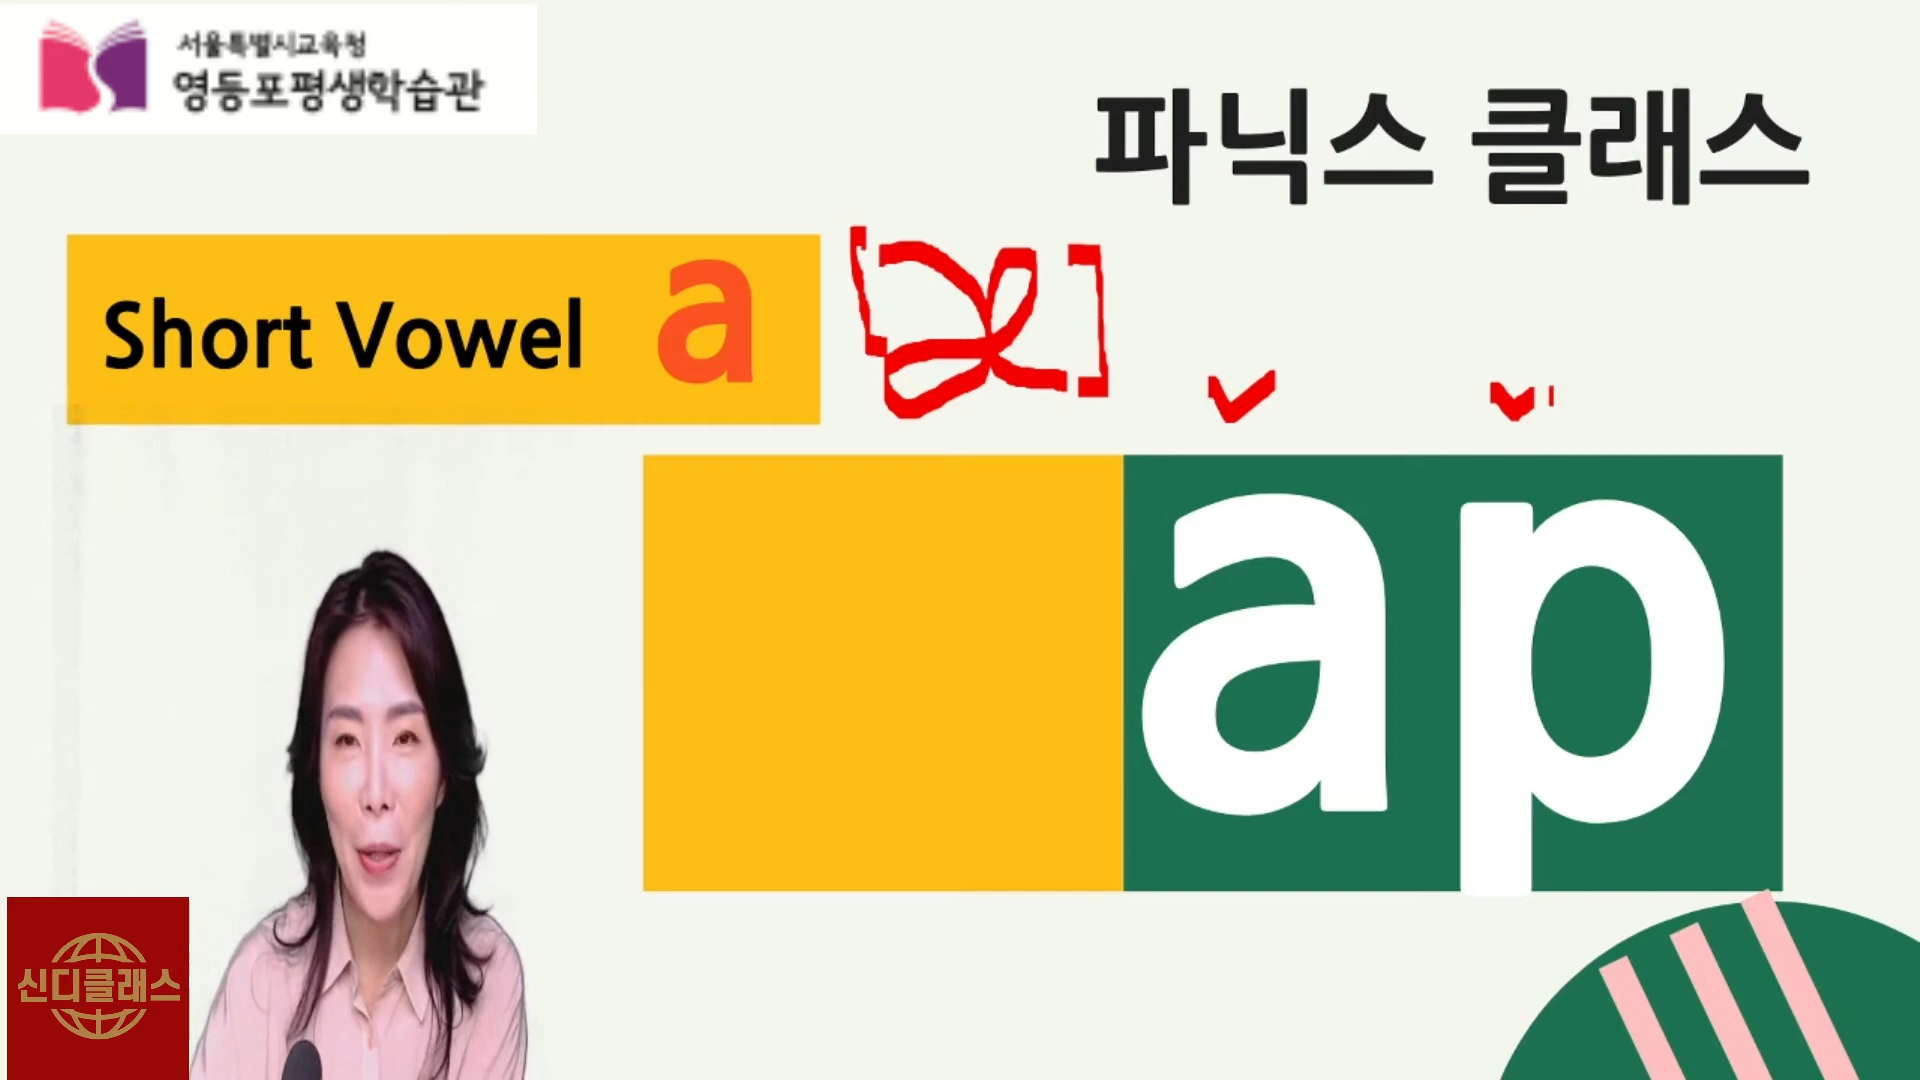 서울특별시교육청
영등포평생학습관
파닉스 클래스
Short Vowel a [æ]
ap
신디클래스